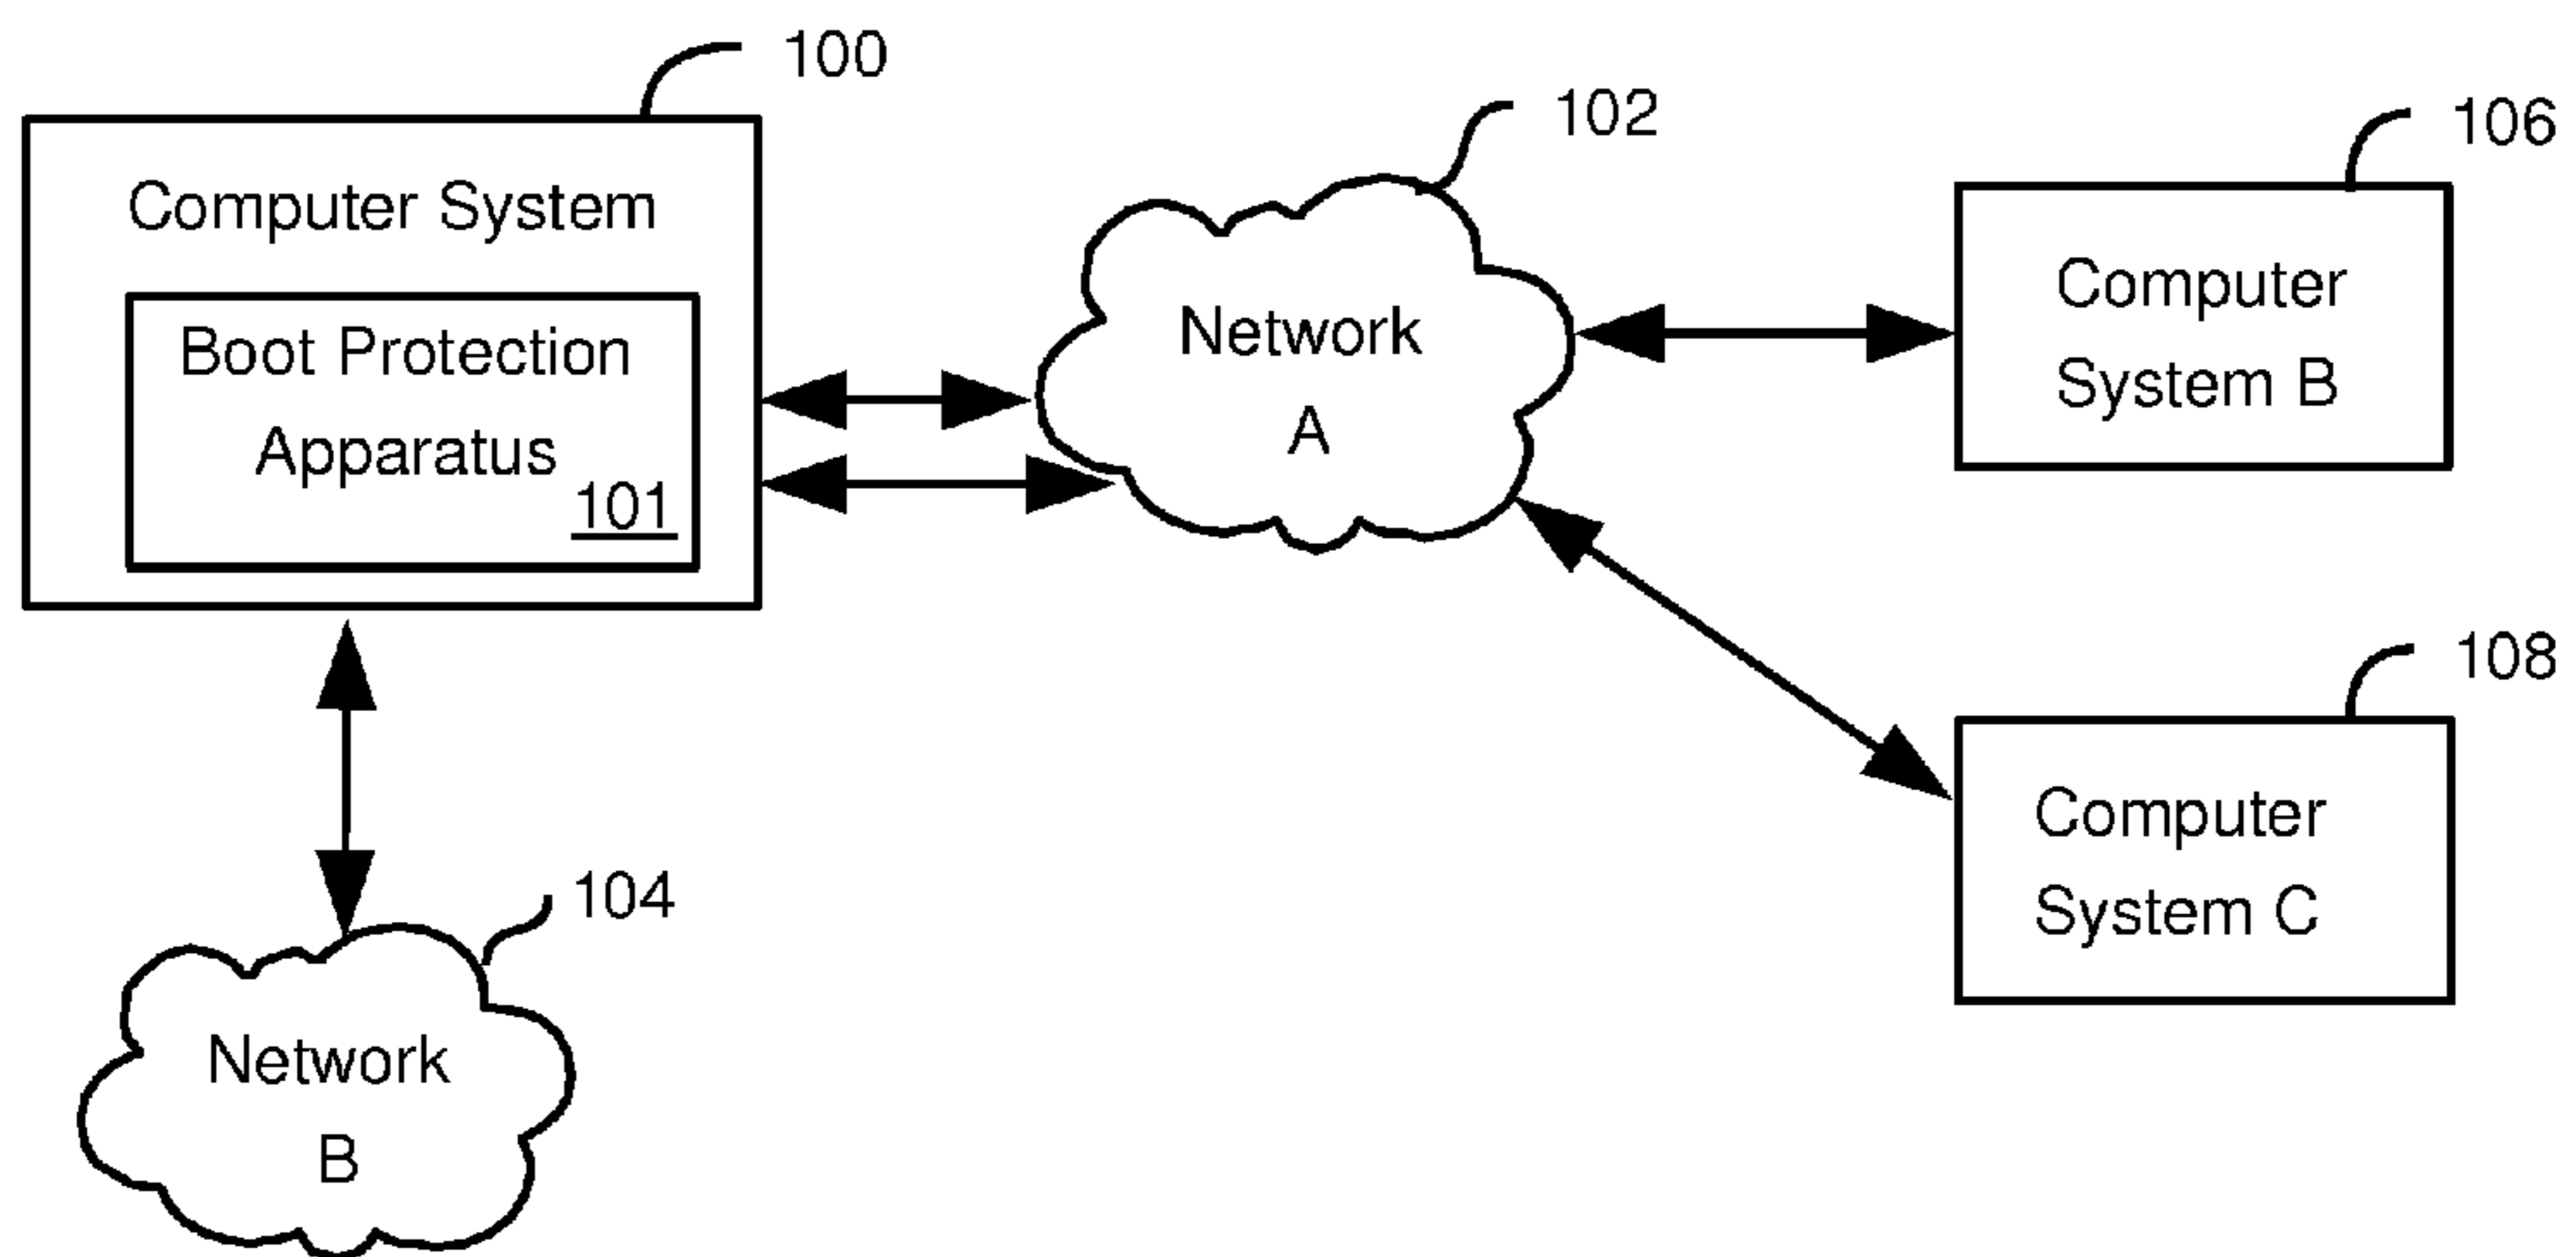 100
Computer System
Boot Protection
Apparatus
101
102
Network
A
106
Computer
System B
108
Computer
System C
104
Network
B